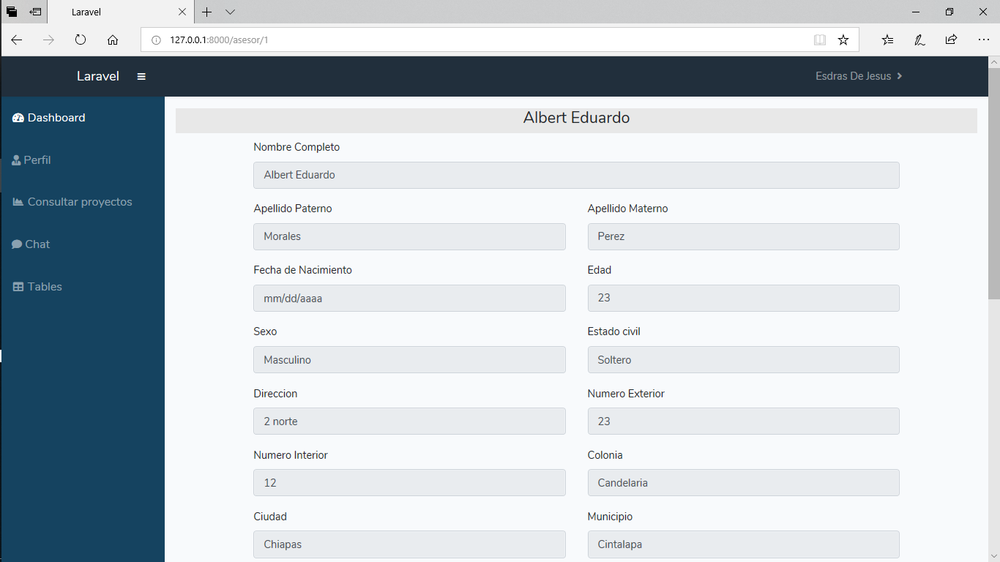 Laravel
127.0.0.1:8000/asesor/1
Laravel
Esdras De Jesus
Dashboard
Perfil
Consultar proyectos
Chat
Tables
Albert Eduardo
Nombre Completo
Albert Eduardo
Apellido Paterno
Apellido Materno
Morales
Perez
Fecha de Nacimiento
Edad
mm/dd/aaaa
23
Sexo
Estado civil
Masculino
Soltero
Direccion
Numero Exterior
2 norte
23
Numero Interior
Colonia
12
Candelaria
Ciudad
Municipio
Chiapas
Cintalapa